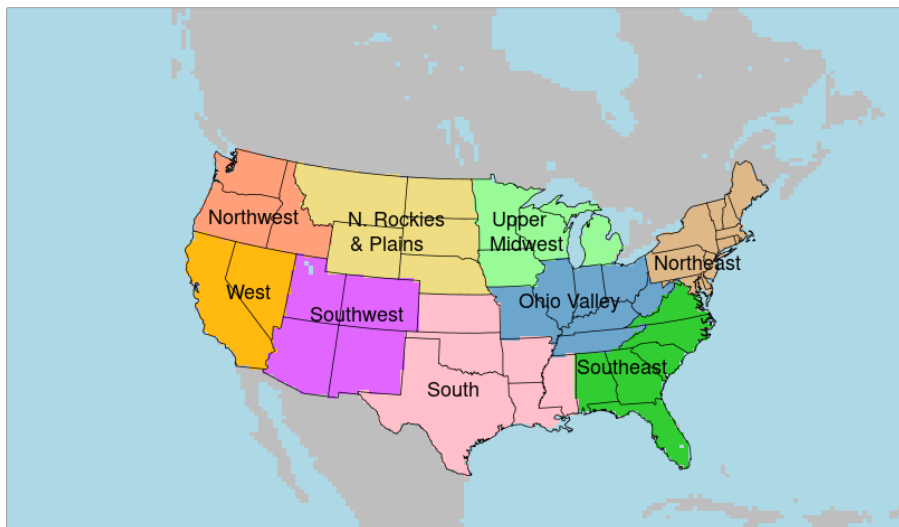 Northwest
N. Rockies
& Plains
Upper
Midwest
Northeast
West
Southwest
Ohio Valley
South
Southeast